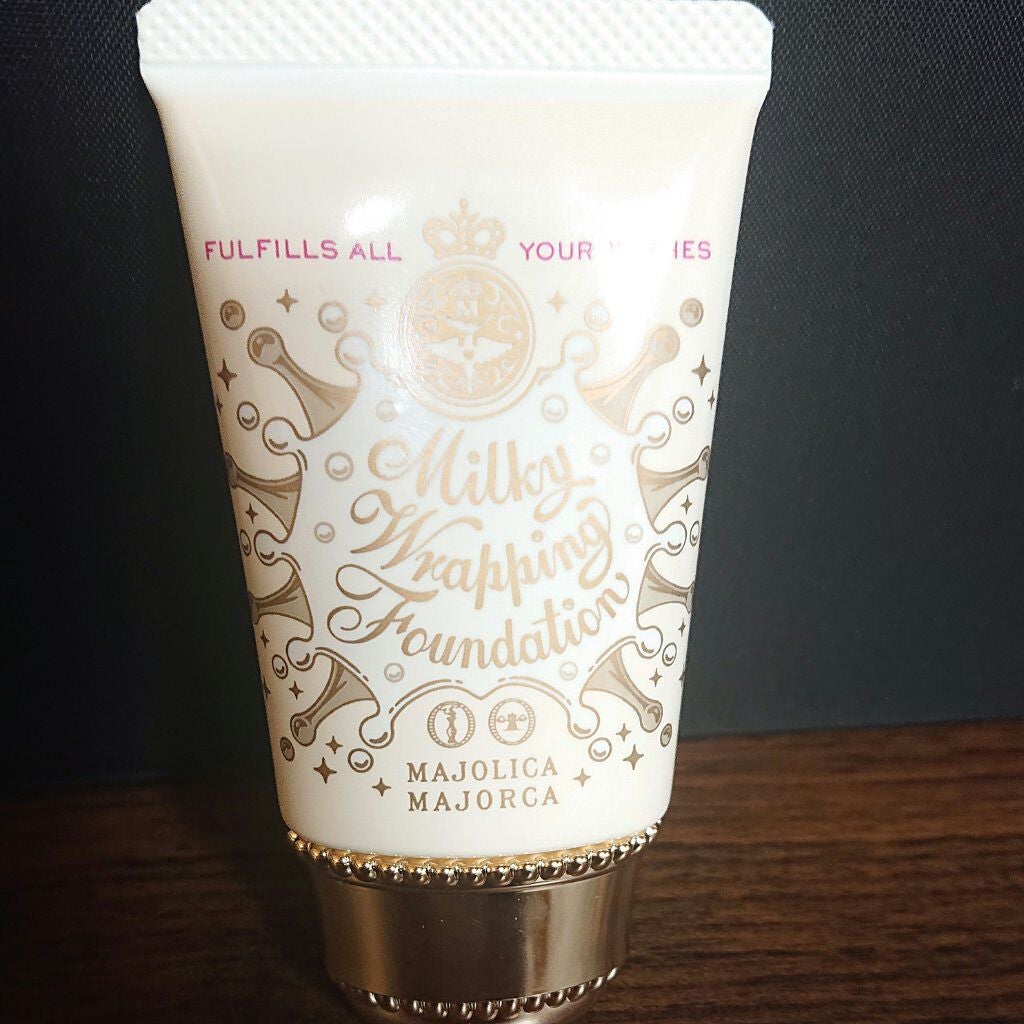 FULFILLS ALL YOUR
M
Milky
Wrapping
Foundation
MAJOLICA
MAJORCA